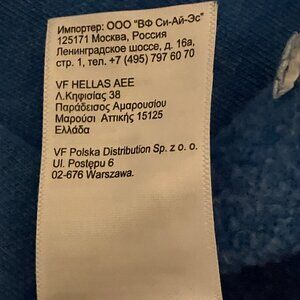 Импортер: ООО "ВФ Си-Ай-Эс"
125171 Москва, Россия
Ленинградское шоссе, д. 16а,
стр. 1, тел. +7 (495) 797 60 70
VF HELLAS AEE
Λ.Κηφισίας 38
Παράδεισος Αμαρουσίου
Μαρούσι Αττικής 15125
Ελλάδα
VF Polska Distribution Sp. z o. o.
Ul. Postępu 6
02-676 Warszawa.